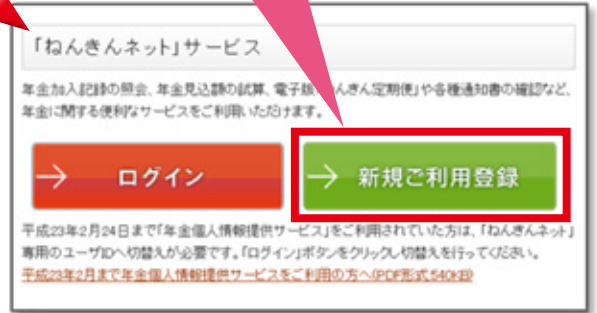 「ねんきんネット」サービス
年金加入記録の照会、年金見込額の試算、電子版「ねんきん定期便」や各種通知書の確認など、
年金に関する便利なサービスをご利用いただけます。
→ ログイン
→ 新規ご利用登録
平成23年2月24日まで「年金個人情報提供サービス」をご利用されていた方は、「ねんきんネット」
専用のユーザIDへ切替えが必要です。「ログイン」ボタンをクリックし切替えを行ってください。
平成23年2月まで年金個人情報提供サービスをご利用の方へ(PDF形式:540KB)